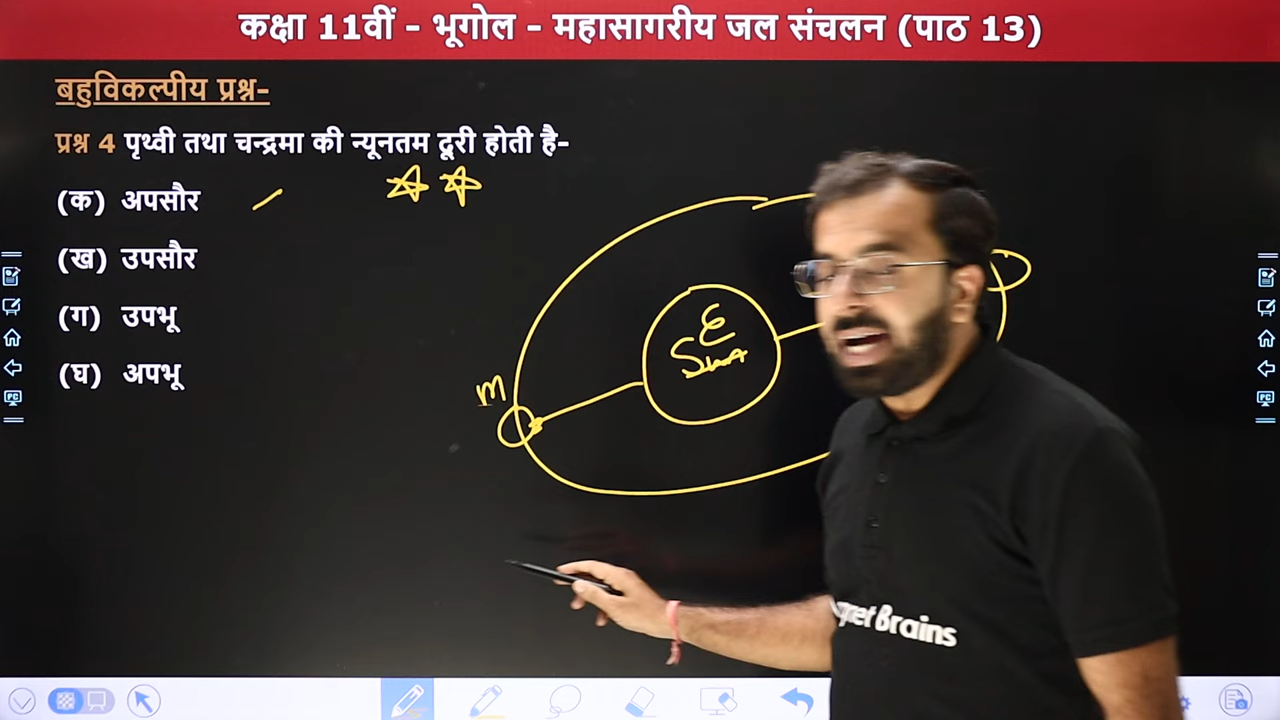 कक्षा 11वीं - भूगोल - महासागरीय जल संचलन (पाठ 13)
बहुविकल्पीय प्रश्न-
प्रश्न 4 पृथ्वी तथा चन्द्रमा की न्यूनतम दूरी होती है-
(क) अपसौर
(ख) उपसौर
(ग) उपभू
(घ) अपभू
E
M
Brains